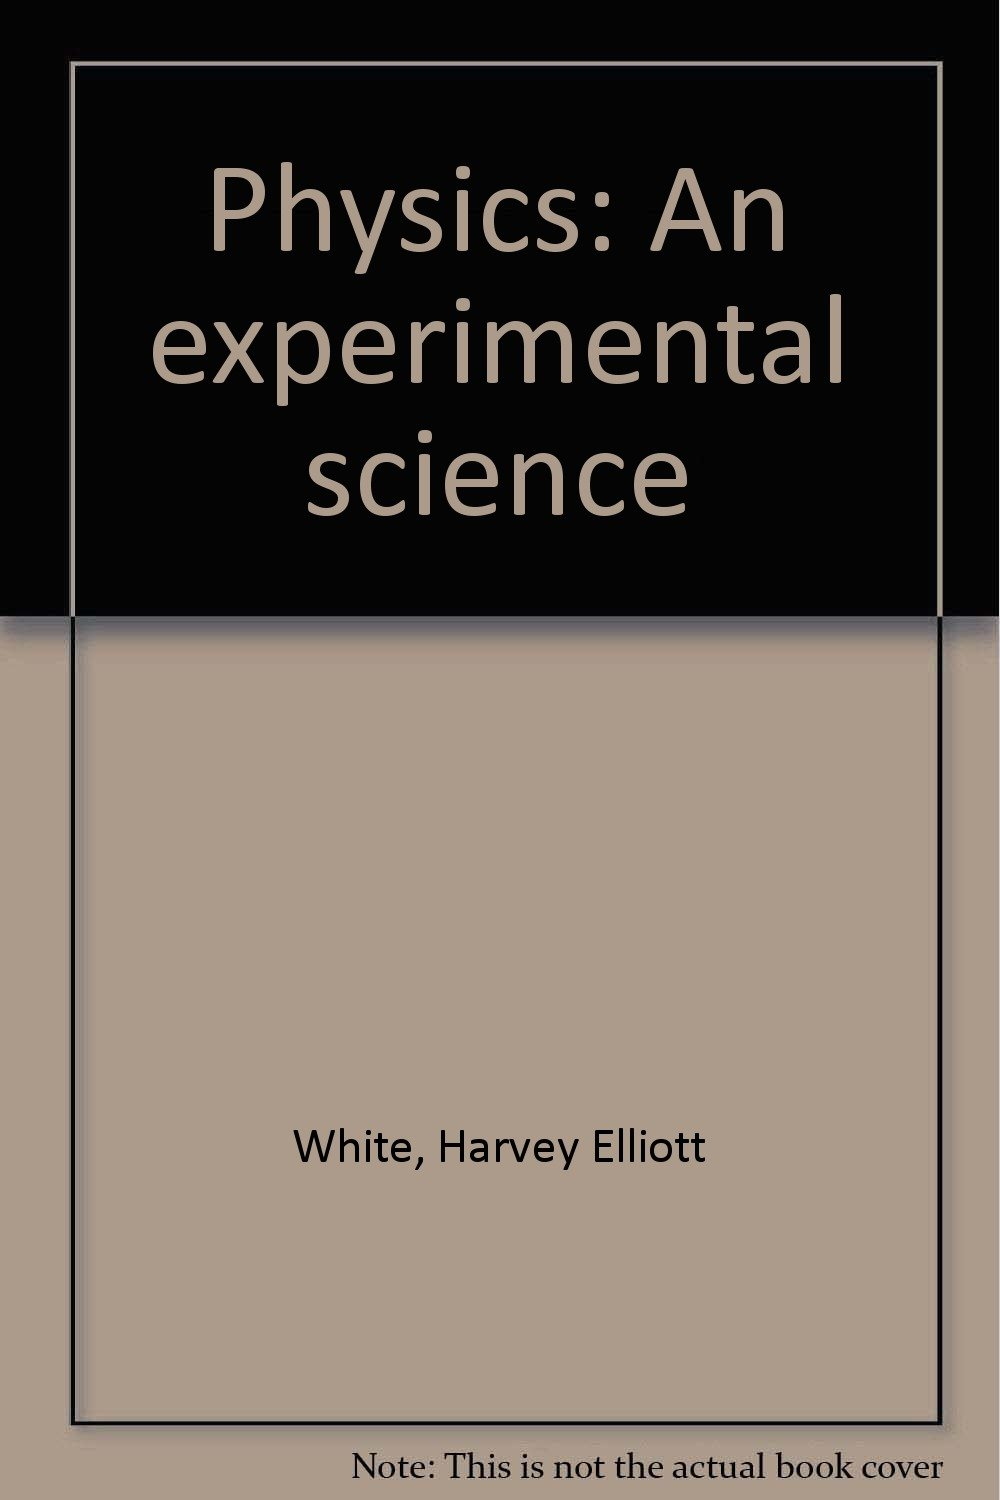 Physics: An
experimental
science
White, Harvey Elliott
Note: This is not the actual book cover